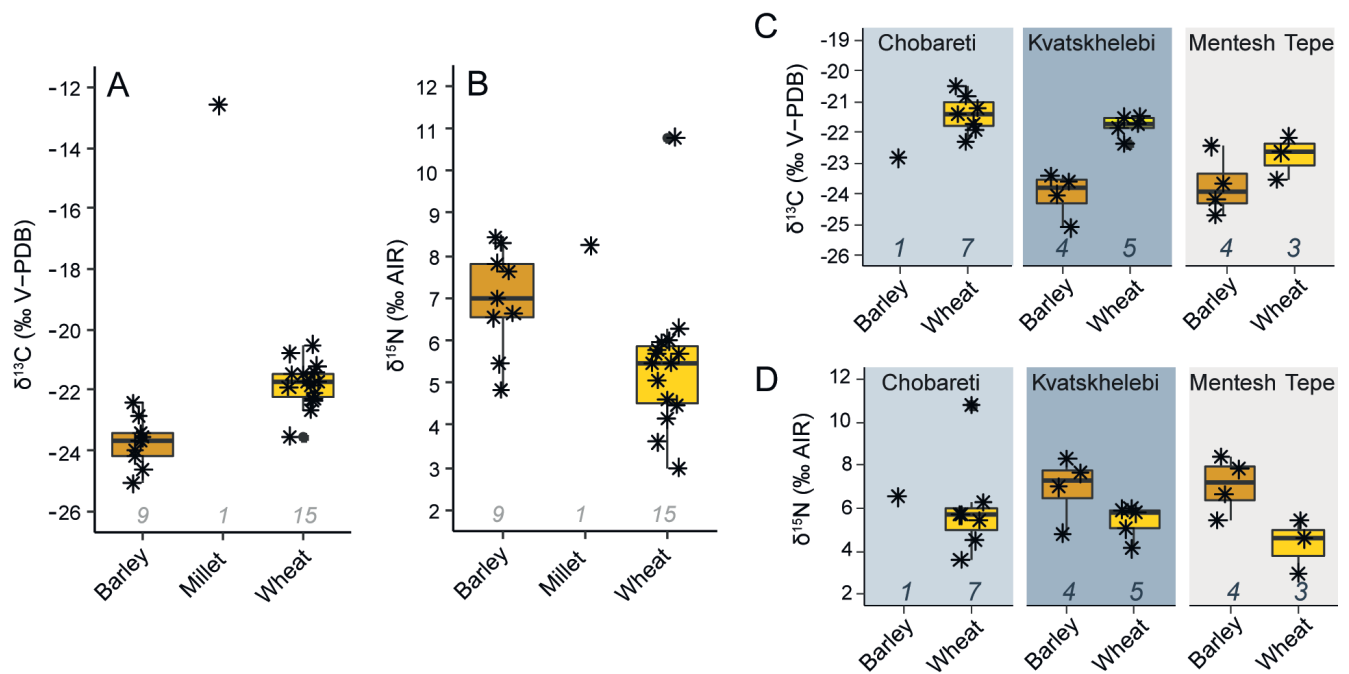 A
δ¹³C (‰ V−PDB)
-12
-14
-16
-18
-20
-22
-24
-26
9
1
15
Barley
Millet
Wheat
B
δ¹⁵N (‰ AIR)
12
11
10
9
8
7
6
5
4
3
2
9
1
15
Barley
Millet
Wheat
C
δ¹³C (‰ V−PDB)
-19
-20
-21
-22
-23
-24
-25
-26
Chobareti
Kvatskhelebi
Mentesh Tepe
1
7
4
5
4
3
Barley
Wheat
Barley
Wheat
Barley
Wheat
D
δ¹⁵N (‰ AIR)
12
10
8
6
4
2
Chobareti
Kvatskhelebi
Mentesh Tepe
1
7
4
5
4
3
Barley
Wheat
Barley
Wheat
Barley
Wheat